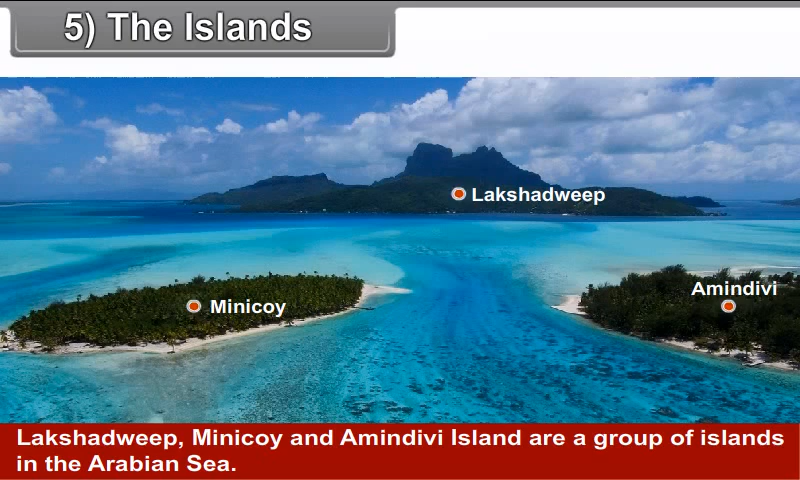 5) The Islands
Lakshadweep
Minicoy
Amindivi
Lakshadweep, Minicoy and Amindivi Island are a group of islands
in the Arabian Sea.